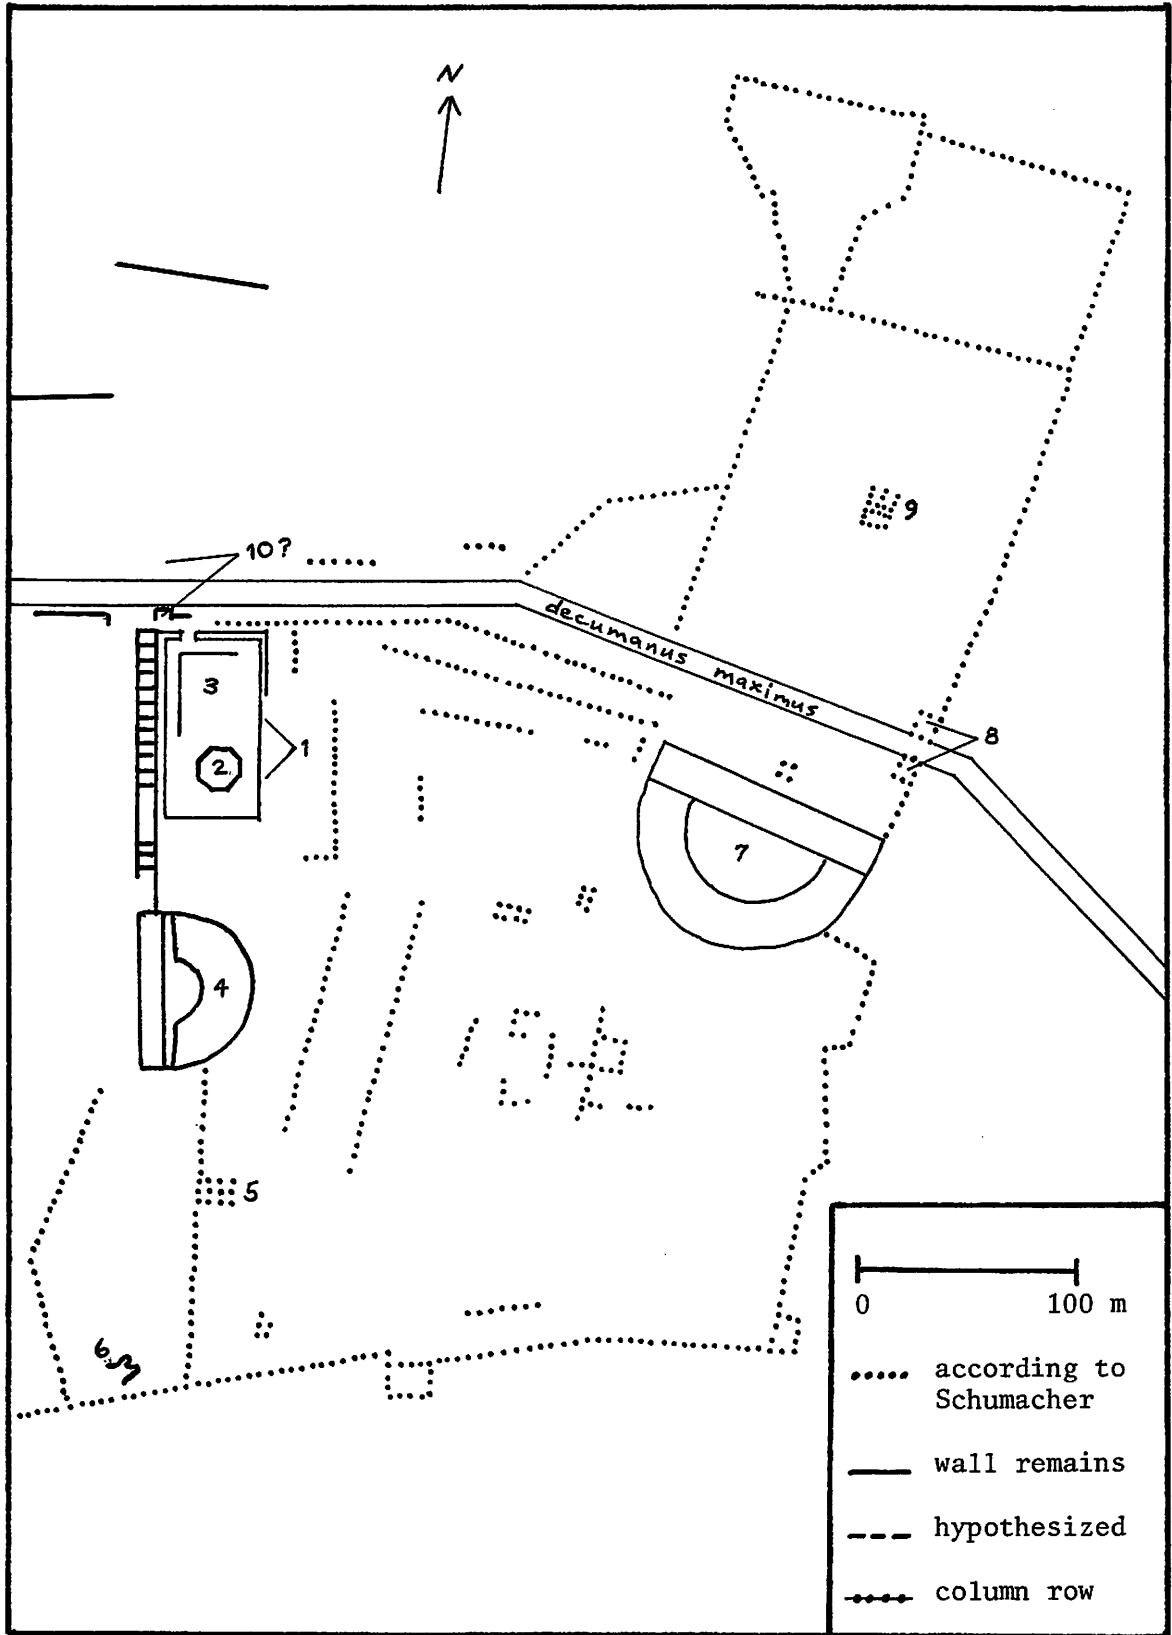 N
9
10?
decumanus maximus
3
1
8
2
7
4
5
6
0 100 m
according to
Schumacher
wall remains
hypothesized
column row